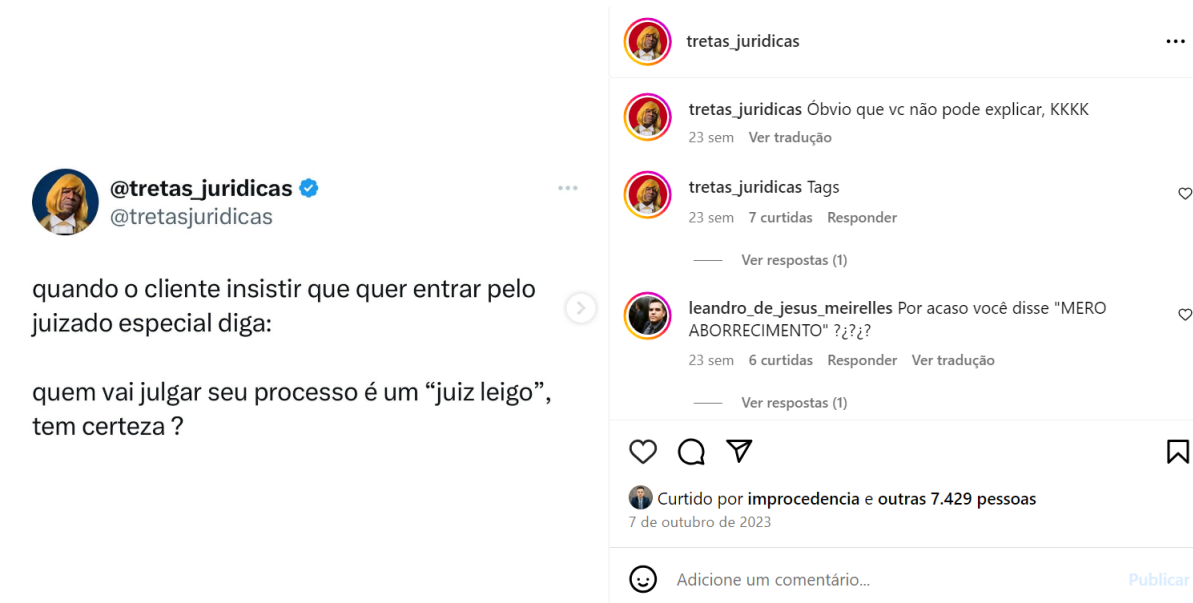 @tretas_juridicas
@tretasjuridicas
quando o cliente insistir que quer entrar pelo
juizado especial diga:
quem vai julgar seu processo é um “juiz leigo”,
tem certeza ?
tretas_juridicas
tretas_juridicas Óbvio que vc não pode explicar, KKKK
23 sem Ver tradução
tretas_juridicas Tags
23 sem 7 curtidas Responder
Ver respostas (1)
leandro_de_jesus_meirelles Por acaso você disse "MERO
ABORRECIMENTO" ?¿?¿?
23 sem 6 curtidas Responder Ver tradução
Ver respostas (1)
Curtido por improcedencia e outras 7.429 pessoas
7 de outubro de 2023
Adicione um comentário... Publicar